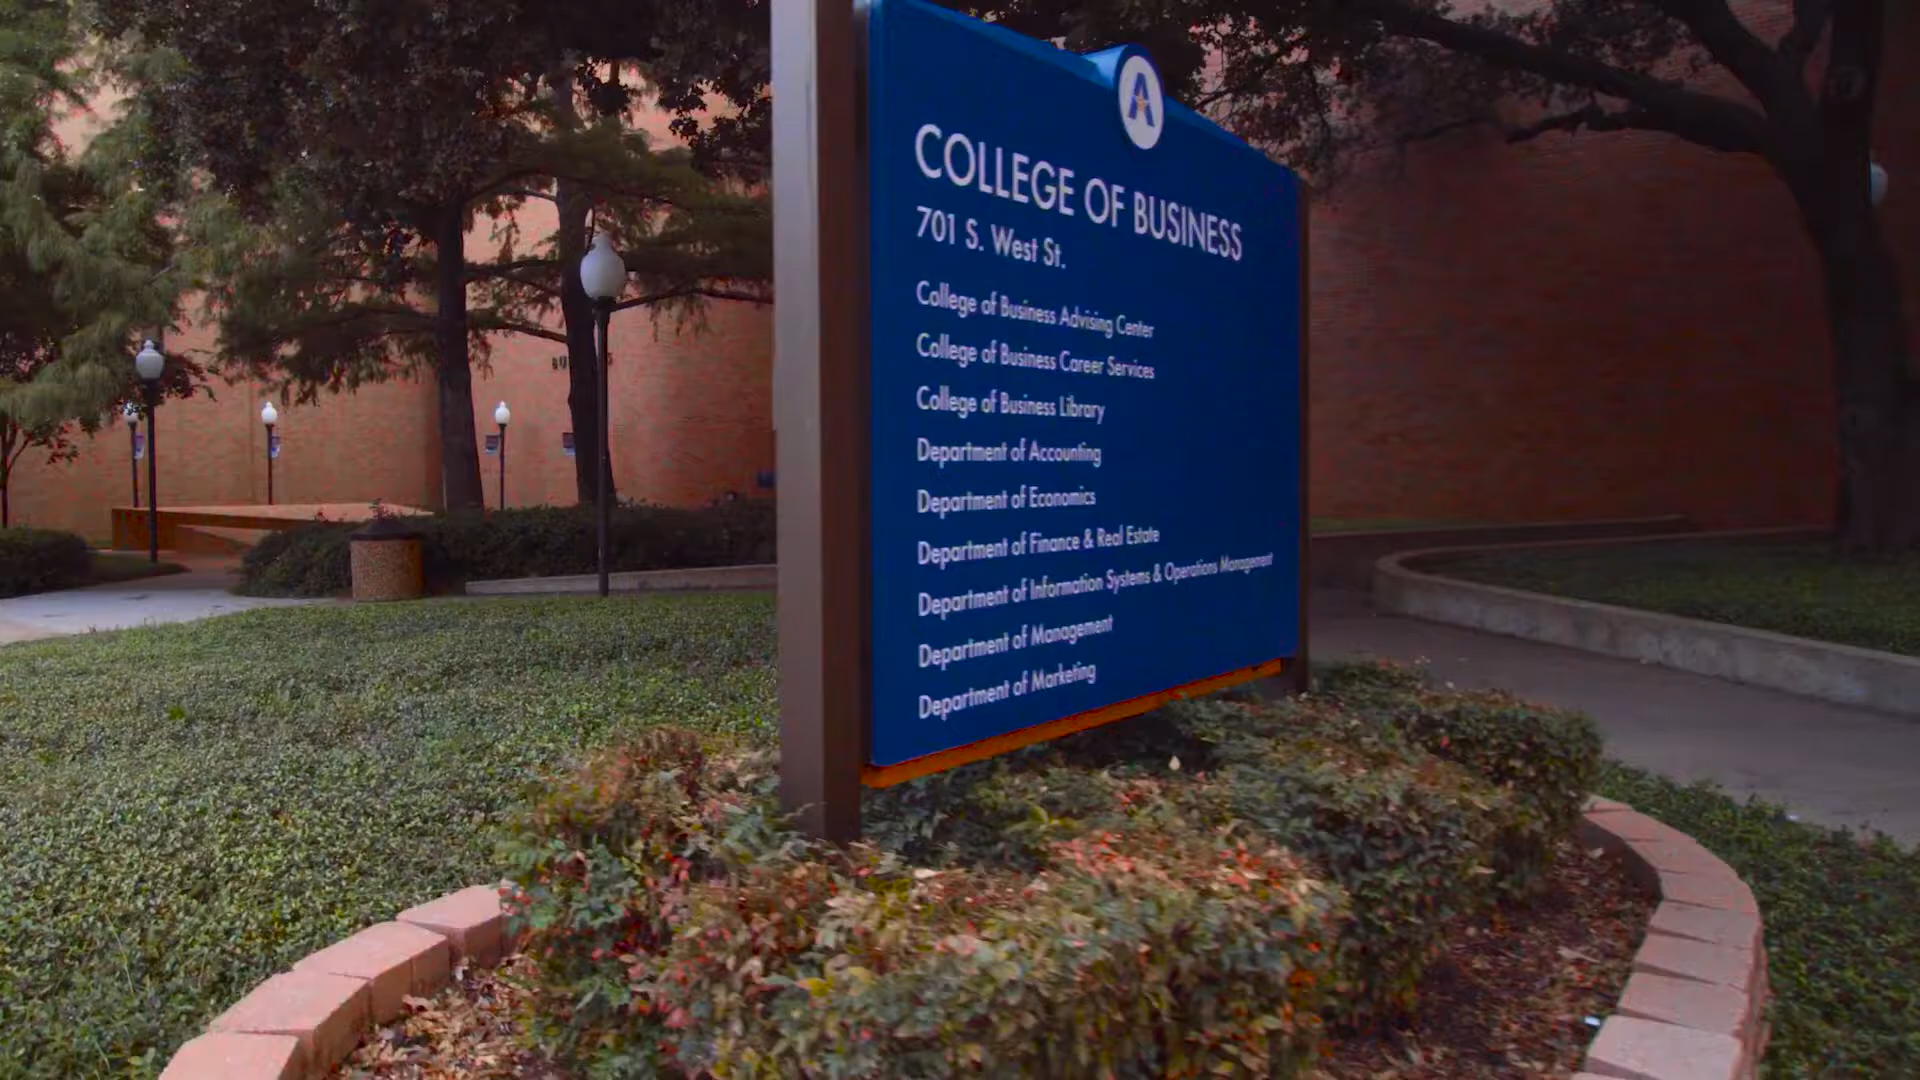 A
COLLEGE OF BUSINESS
701 S. West St.
College of Business Advising Center
College of Business Career Services
College of Business Library
Department of Accounting
Department of Economics
Department of Finance & Real Estate
Department of Information Systems & Operations Management
Department of Management
Department of Marketing